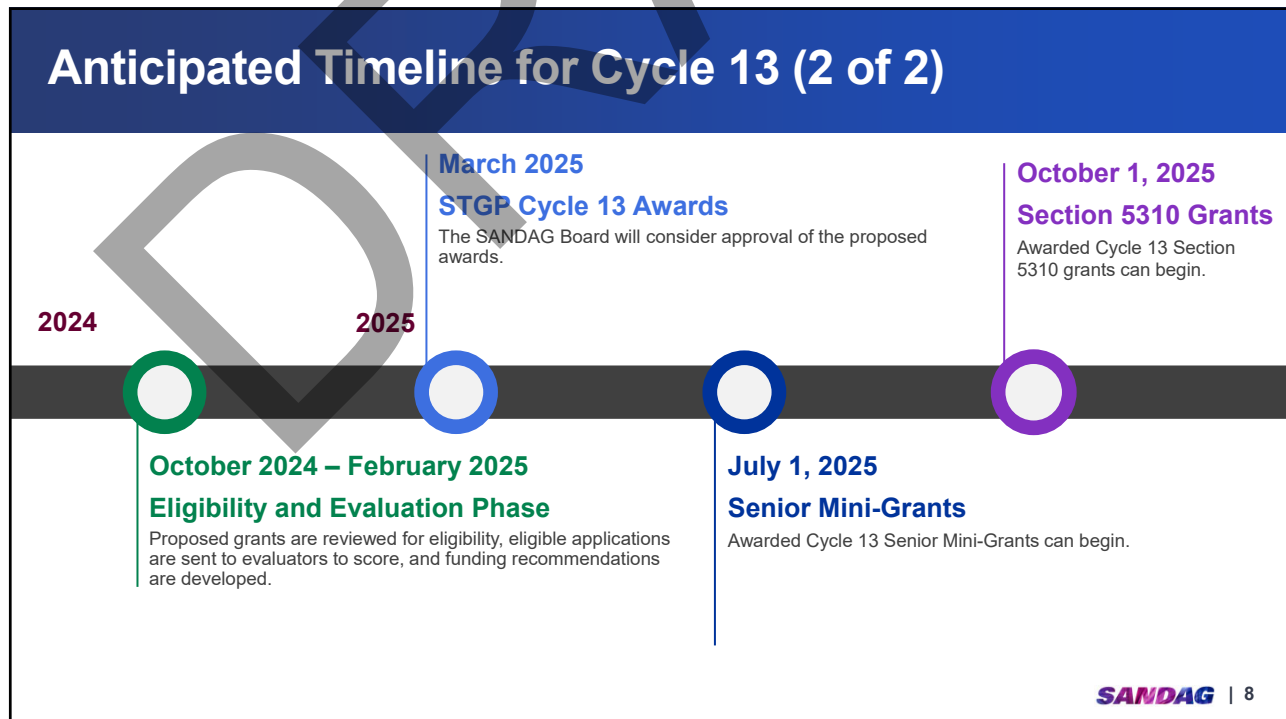 Anticipated Timeline for Cycle 13 (2 of 2)
March 2025
STGP Cycle 13 Awards
The SANDAG Board will consider approval of the proposed
awards.
October 1, 2025
Section 5310 Grants
Awarded Cycle 13 Section
5310 grants can begin.
2024
2025
October 2024 – February 2025
Eligibility and Evaluation Phase
Proposed grants are reviewed for eligibility, eligible applications
are sent to evaluators to score, and funding recommendations
are developed.
July 1, 2025
Senior Mini-Grants
Awarded Cycle 13 Senior Mini-Grants can begin.
SANDAG | 8